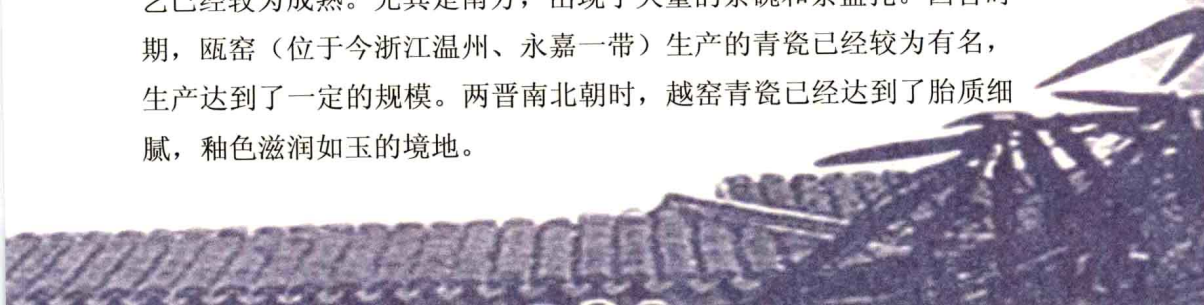 艺已经较为成熟。尤其是南方，出现了大量的茶碗和茶盏托。西晋时
期，瓯窑（位于今浙江温州、永嘉一带）生产的青瓷已经较为有名，
生产达到了一定的规模。两晋南北朝时，越窑青瓷已经达到了胎质细
腻，釉色滋润如玉的境地。